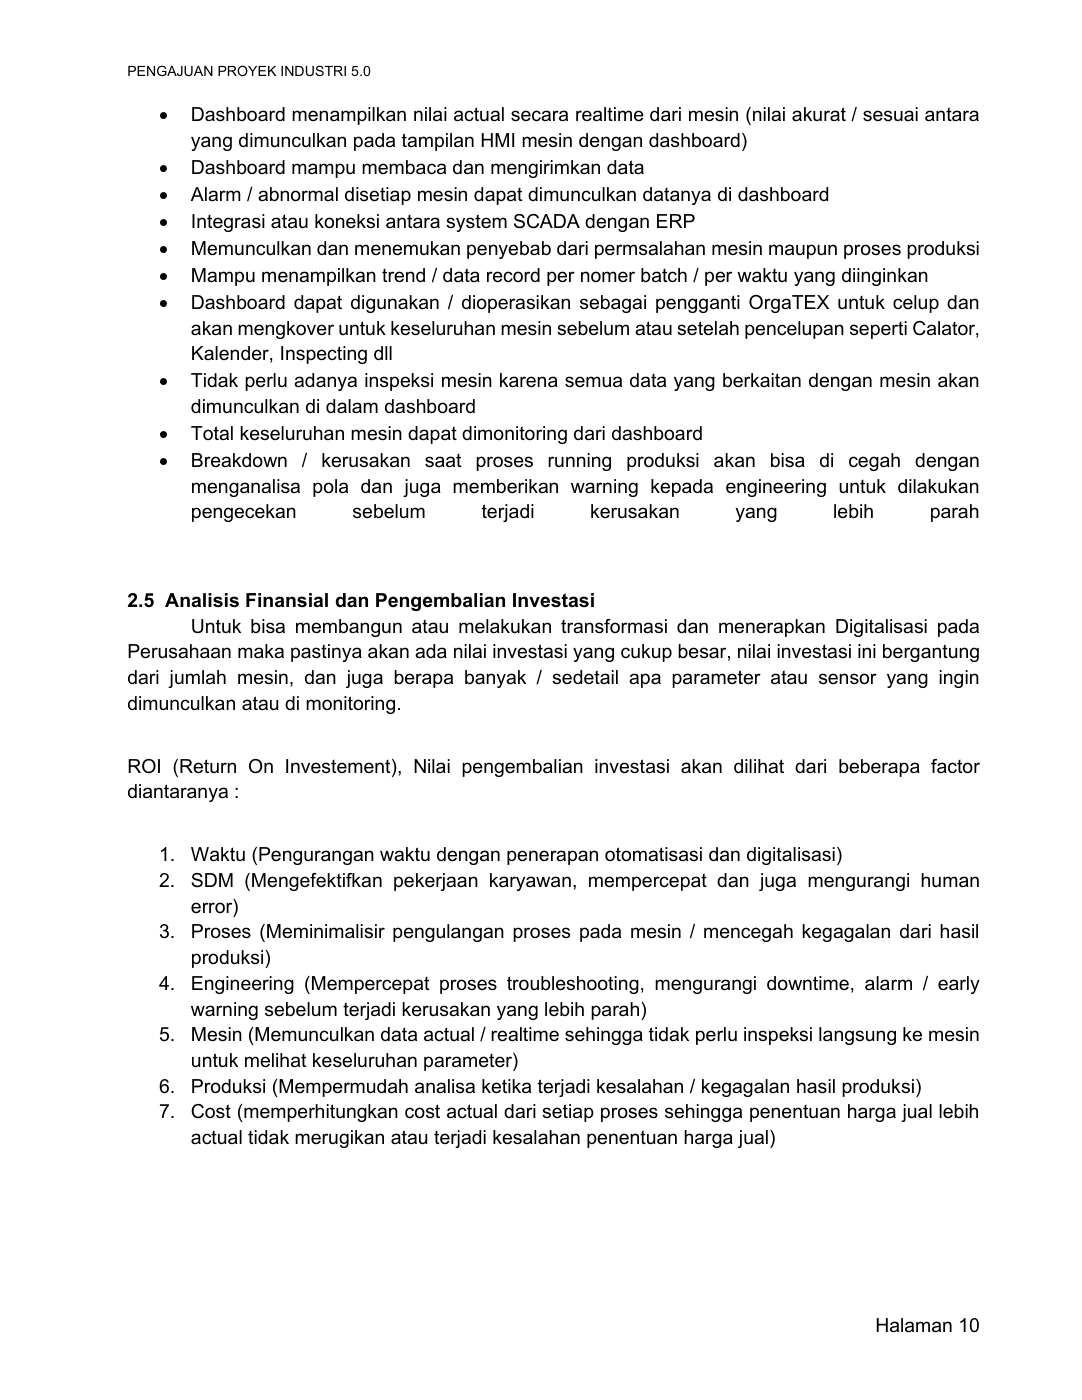 PENGAJUAN PROYEK INDUSTRI 5.0
• Dashboard menampilkan nilai actual secara realtime dari mesin (nilai akurat / sesuai antara
yang dimunculkan pada tampilan HMI mesin dengan dashboard)
• Dashboard mampu membaca dan mengirimkan data
• Alarm / abnormal disetiap mesin dapat dimunculkan datanya di dashboard
• Integrasi atau koneksi antara system SCADA dengan ERP
• Memunculkan dan menemukan penyebab dari permsalahan mesin maupun proses produksi
• Mampu menampilkan trend / data record per nomer batch / per waktu yang diinginkan
• Dashboard dapat digunakan / dioperasikan sebagai pengganti OrgaTEX untuk celup dan
akan mengkover untuk keseluruhan mesin sebelum atau setelah pencelupan seperti Calator,
Kalender, Inspecting dll
• Tidak perlu adanya inspeksi mesin karena semua data yang berkaitan dengan mesin akan
dimunculkan di dalam dashboard
• Total keseluruhan mesin dapat dimonitoring dari dashboard
• Breakdown / kerusakan saat proses running produksi akan bisa di cegah dengan
menganalisa pola dan juga memberikan warning kepada engineering untuk dilakukan
pengecekan sebelum terjadi kerusakan yang lebih parah
2.5 Analisis Finansial dan Pengembalian Investasi
Untuk bisa membangun atau melakukan transformasi dan menerapkan Digitalisasi pada
Perusahaan maka pastinya akan ada nilai investasi yang cukup besar, nilai investasi ini bergantung
dari jumlah mesin, dan juga berapa banyak / sedetail apa parameter atau sensor yang ingin
dimunculkan atau di monitoring.
ROI (Return On Investement), Nilai pengembalian investasi akan dilihat dari beberapa factor
diantaranya :
1. Waktu (Pengurangan waktu dengan penerapan otomatisasi dan digitalisasi)
2. SDM (Mengefektifkan pekerjaan karyawan, mempercepat dan juga mengurangi human
error)
3. Proses (Meminimalisir pengulangan proses pada mesin / mencegah kegagalan dari hasil
produksi)
4. Engineering (Mempercepat proses troubleshooting, mengurangi downtime, alarm / early
warning sebelum terjadi kerusakan yang lebih parah)
5. Mesin (Memunculkan data actual / realtime sehingga tidak perlu inspeksi langsung ke mesin
untuk melihat keseluruhan parameter)
6. Produksi (Mempermudah analisa ketika terjadi kesalahan / kegagalan hasil produksi)
7. Cost (memperhitungkan cost actual dari setiap proses sehingga penentuan harga jual lebih
actual tidak merugikan atau terjadi kesalahan penentuan harga jual)
Halaman 10